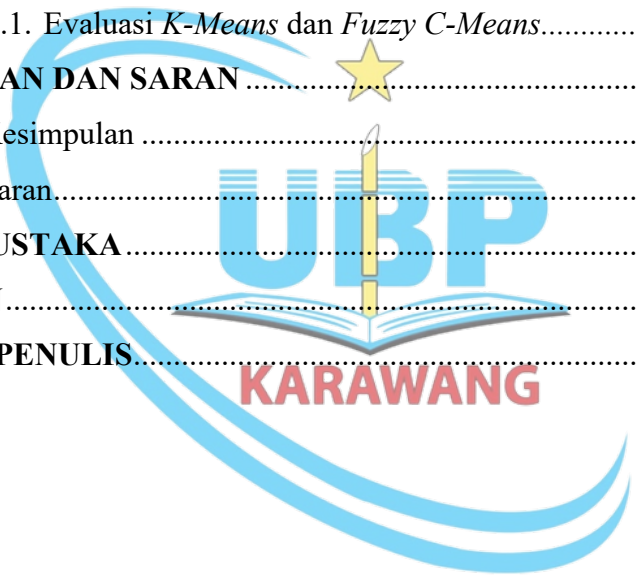 .1. Evaluasi K-Means dan Fuzzy C-Means............
AN DAN SARAN ..................................................
esimpulan ...............................................................
aran.........................................................................
USTAKA................................................................
...............................................................................
PENULIS...............................................................
UBP
KARAWANG